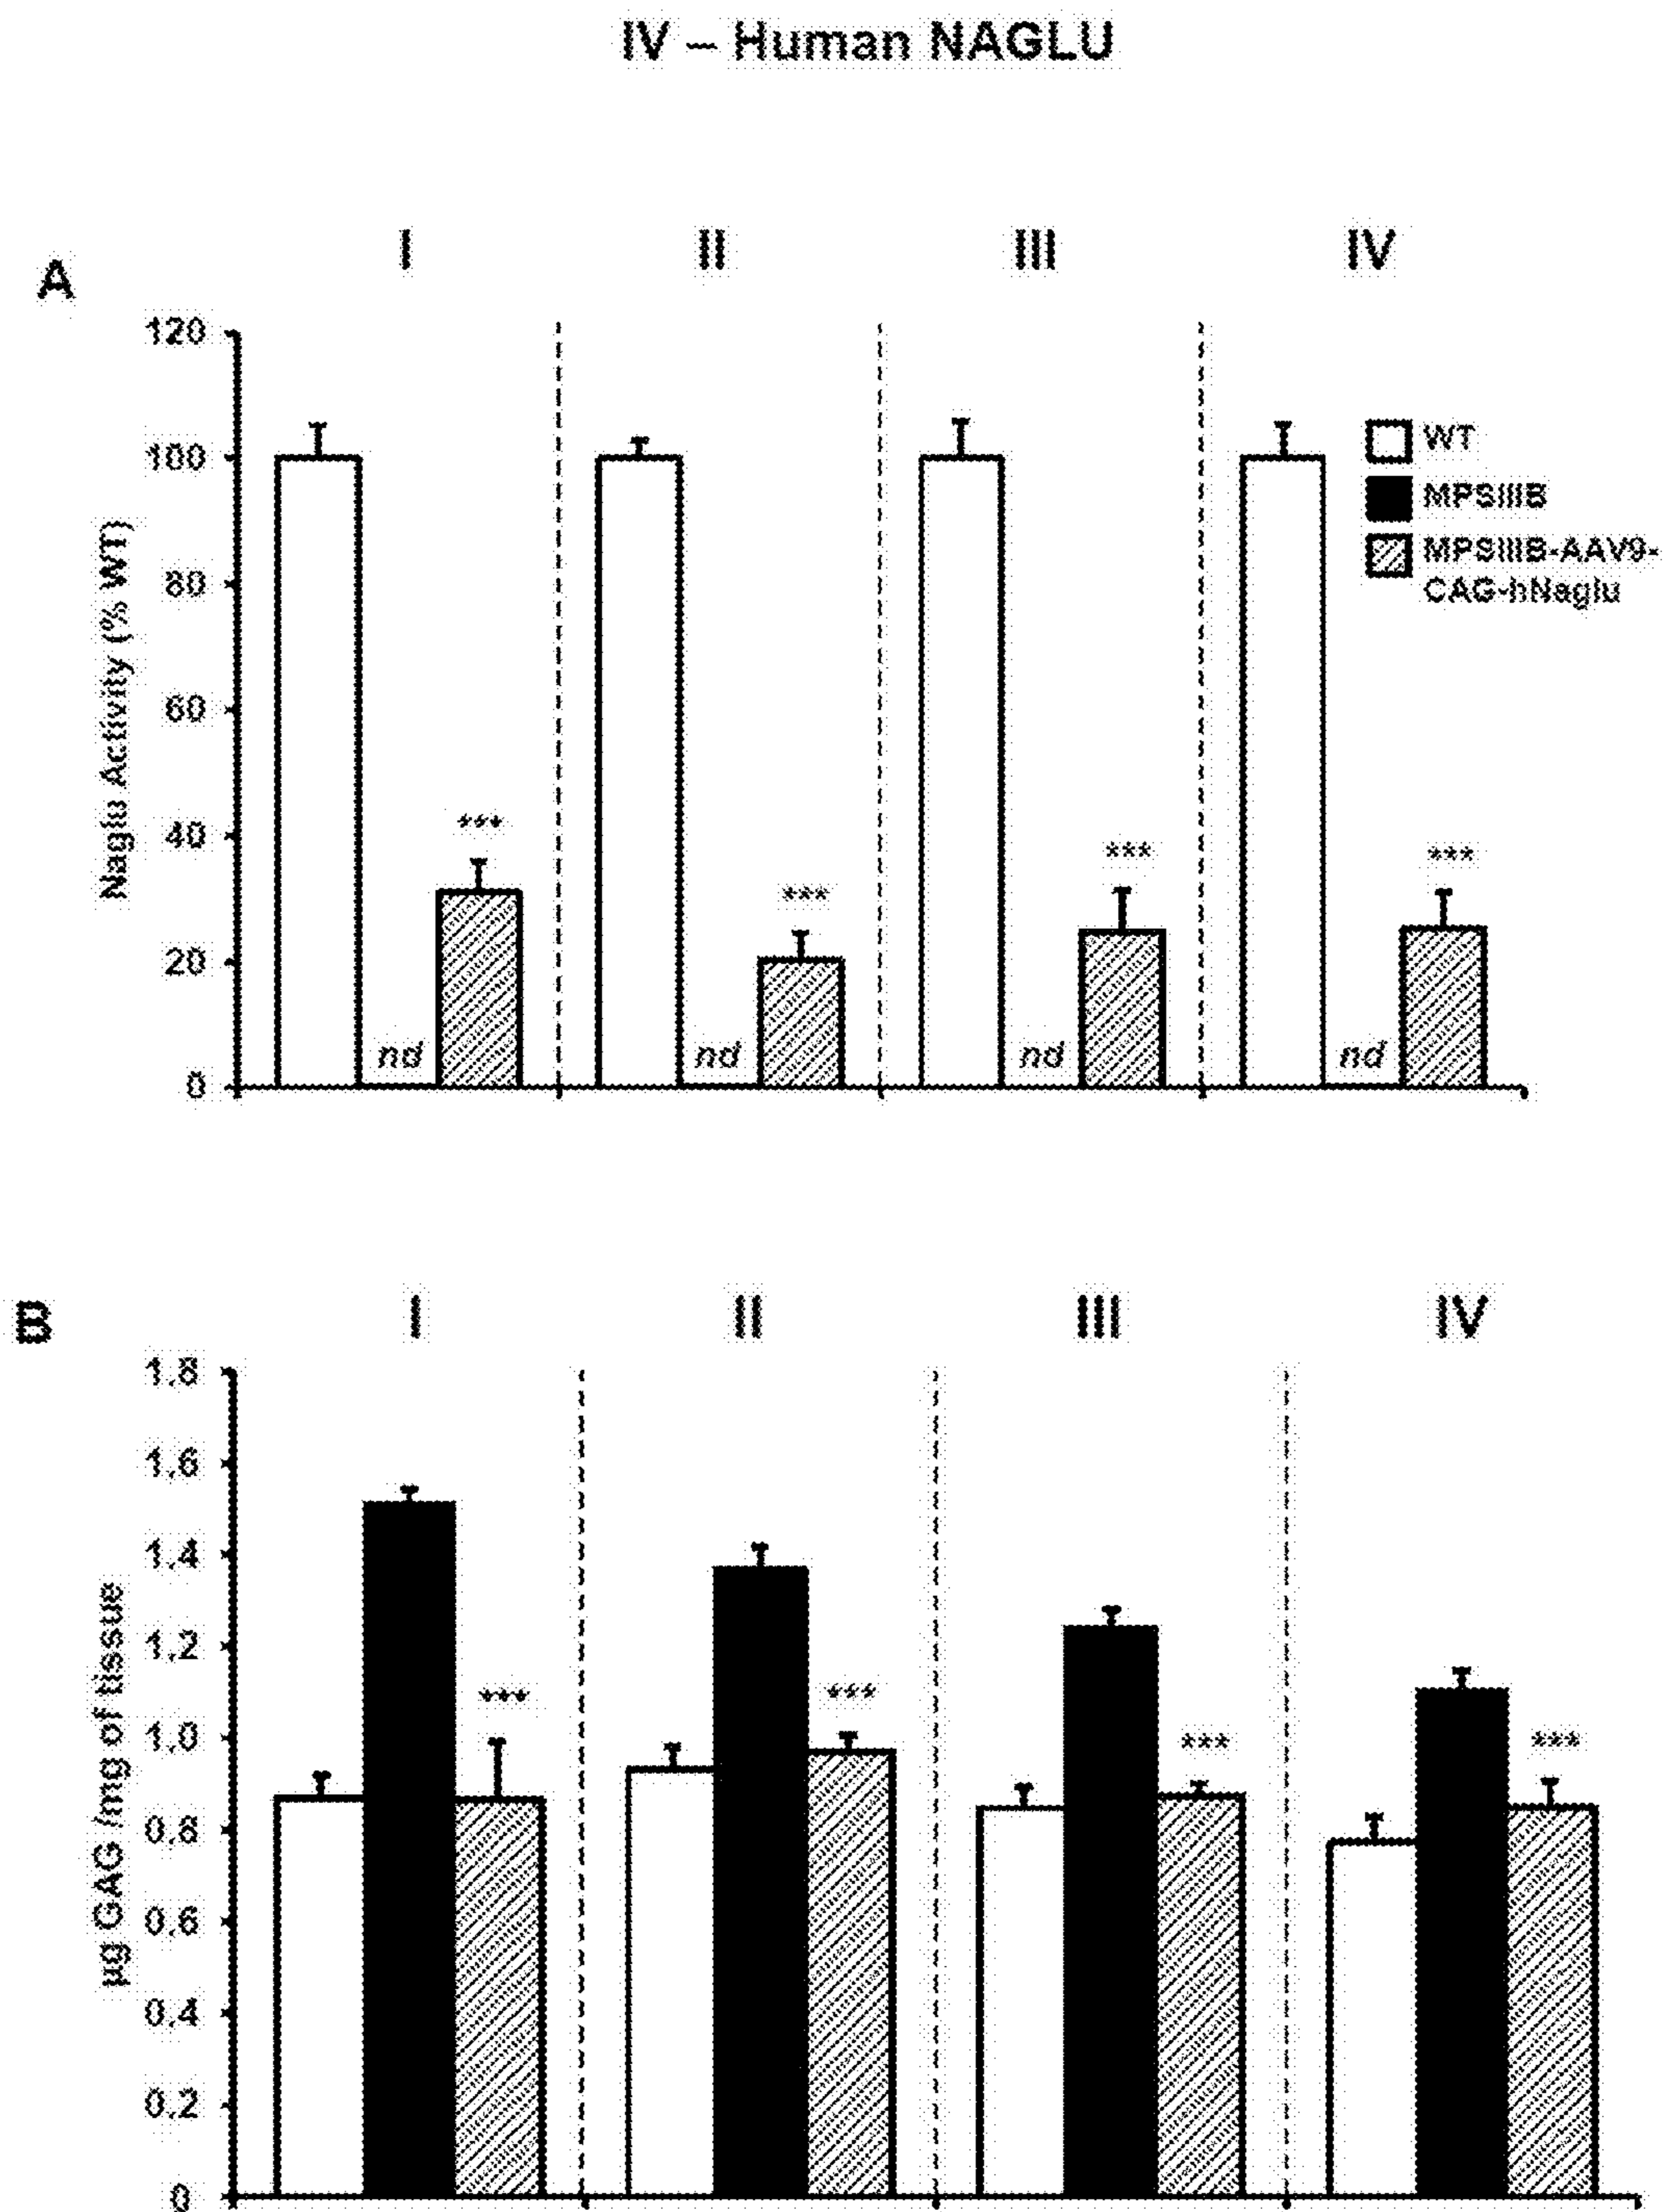 IV – Human NAGLU
A
I II III IV
120
100
80
60
40
20
0
Naglu Activity (% WT)
WT
MPSIIIB
MPSIIIB-AAV9-
CAG-hNaglu
*** *** *** ***
nd nd nd nd
B
I II III IV
1.8
1.6
1.4
1.2
1.0
0.8
0.6
0.4
0.2
0
µg GAG /mg of tissue
*** *** *** ***